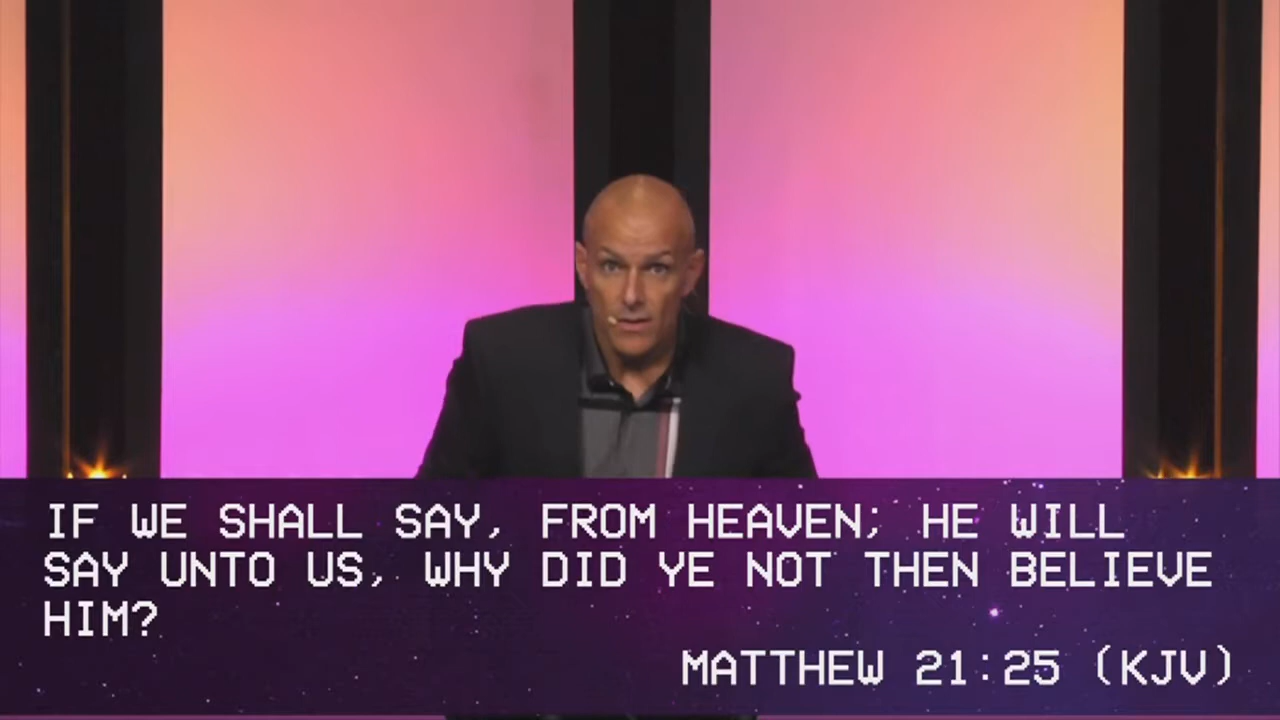 IF WE SHALL SAY, FROM HEAVEN; HE WILL
SAY UNTO US, WHY DID YE NOT THEN BELIEVE
HIM?
MATTHEW 21:25 (KJV)